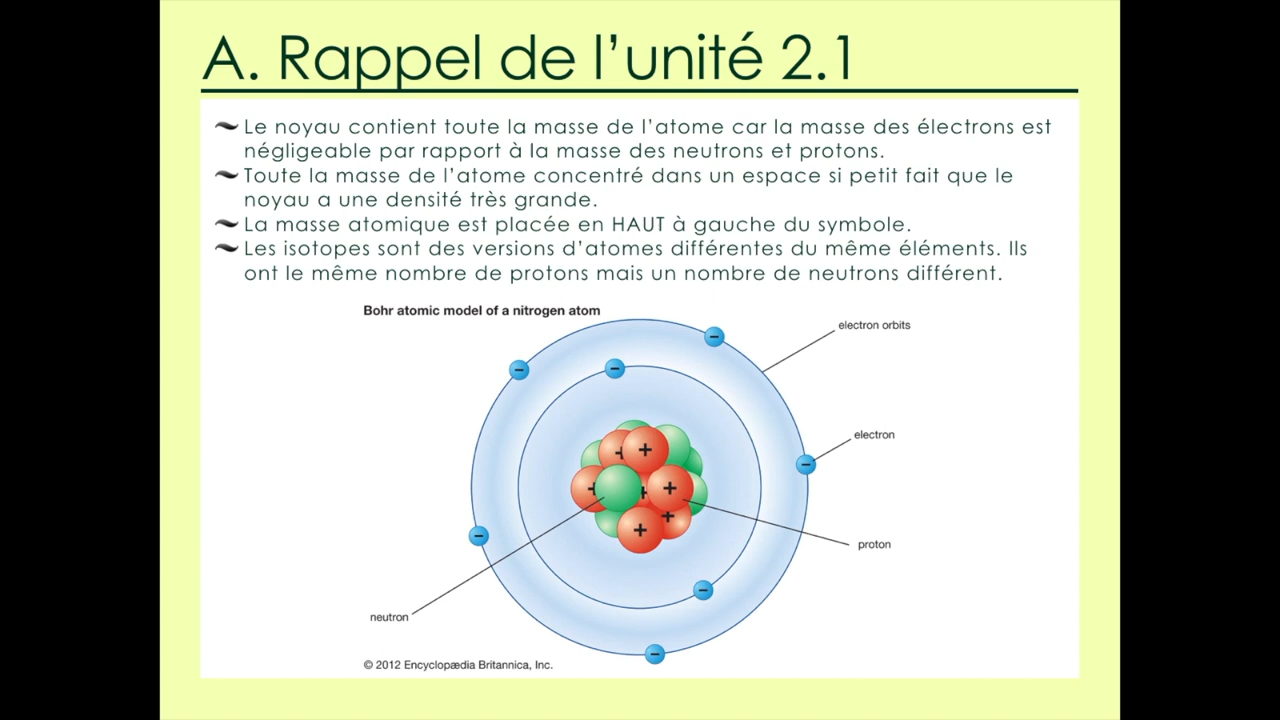 A. Rappel de l’unité 2.1
Le noyau contient toute la masse de l’atome car la masse des électrons est
négligeable par rapport à la masse des neutrons et protons.
Toute la masse de l’atome concentré dans un espace si petit fait que le
noyau a une densité très grande.
La masse atomique est placée en HAUT à gauche du symbole.
Les isotopes sont des versions d’atomes différentes du même éléments. Ils
ont le même nombre de protons mais un nombre de neutrons différent.
Bohr atomic model of a nitrogen atom
electron orbits
electron
proton
neutron
© 2012 Encyclopædia Britannica, Inc.